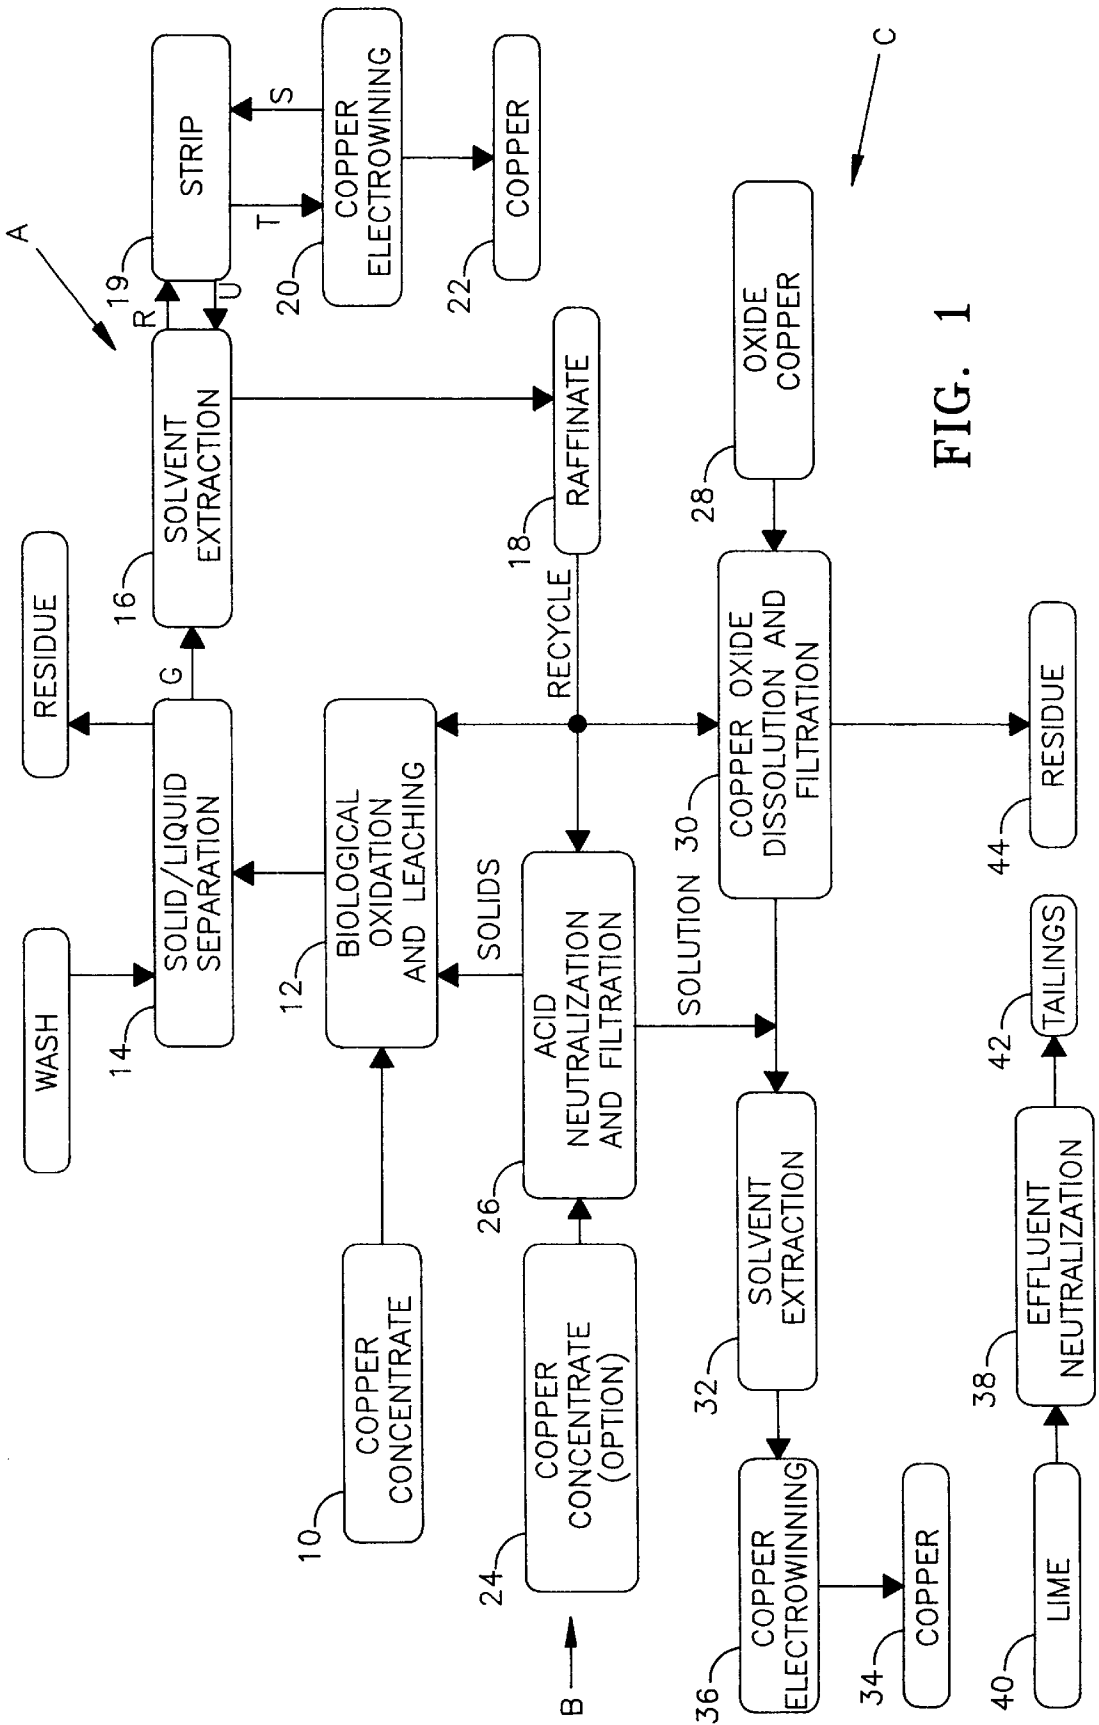 A
RESIDUE
WASH
14
SOLID/LIQUID
SEPARATION
G
16
SOLVENT
EXTRACTION
R
U
19
STRIP
T
S
10
COPPER
CONCENTRATE
12
BIOLOGICAL
OXIDATION
AND LEACHING
20
COPPER
ELECTROWINING
SOLIDS
22
COPPER
B
24
COPPER
CONCENTRATE
(OPTION)
26
ACID
NEUTRALIZATION
AND FILTRATION
RECYCLE
18
RAFFINATE
SOLUTION
36
COPPER
ELECTROWINNING
32
SOLVENT
EXTRACTION
30
COPPER OXIDE
DISSOLUTION AND
FILTRATION
28
OXIDE
COPPER
C
34
COPPER
40
LIME
38
EFFLUENT
NEUTRALIZATION
42
TAILINGS
44
RESIDUE
FIG. 1